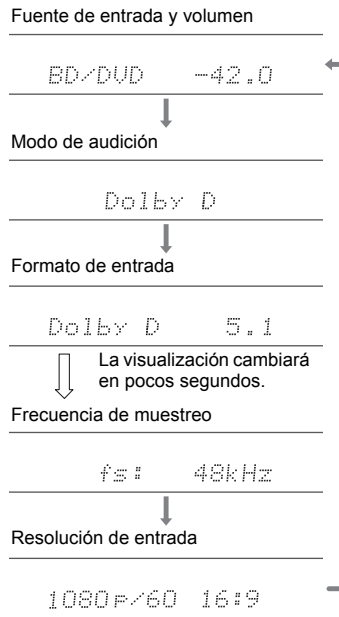 Fuente de entrada y volumen
BD/DVD -42.0
Modo de audición
Dolby D
Formato de entrada
Dolby D 5.1
La visualización cambiará
en pocos segundos.
Frecuencia de muestreo
fs: 48kHz
Resolución de entrada
1080p/60 16:9